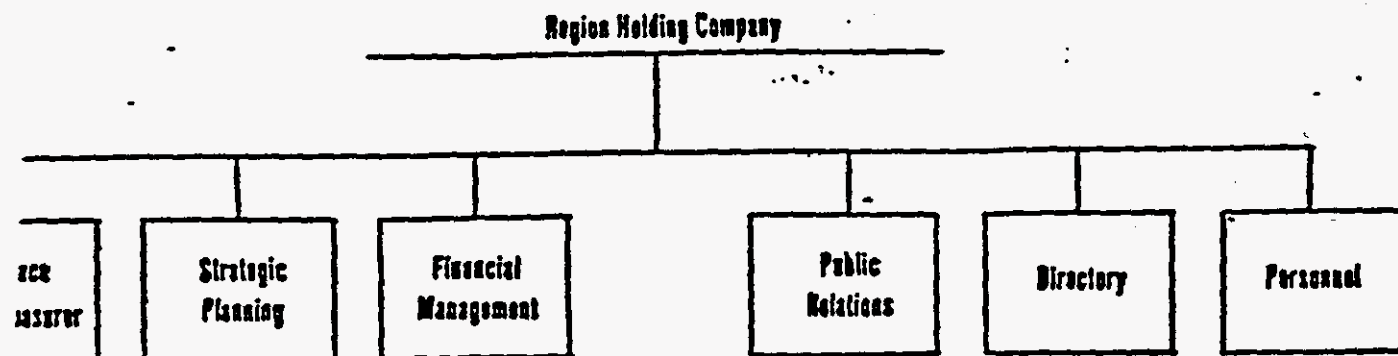 Region Holding Company
Strategic
Planning
Financial
Management
Public
Relations
Directory
Personnel